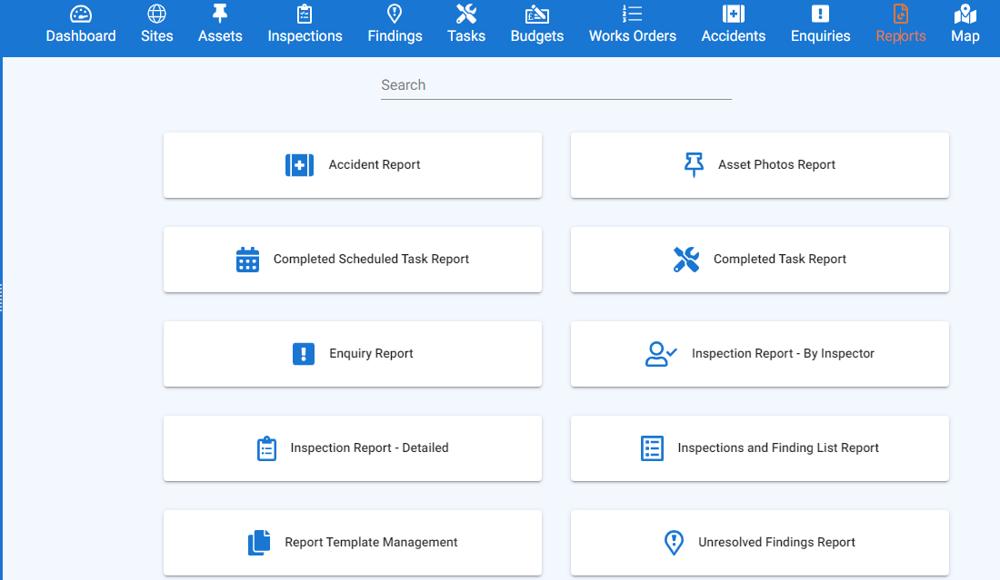 Dashboard Sites Assets Inspections Findings Tasks Budgets Works Orders Accidents Enquiries Reports Map
Search
Accident Report
Asset Photos Report
Completed Scheduled Task Report
Completed Task Report
Enquiry Report
Inspection Report - By Inspector
Inspection Report - Detailed
Inspections and Finding List Report
Report Template Management
Unresolved Findings Report